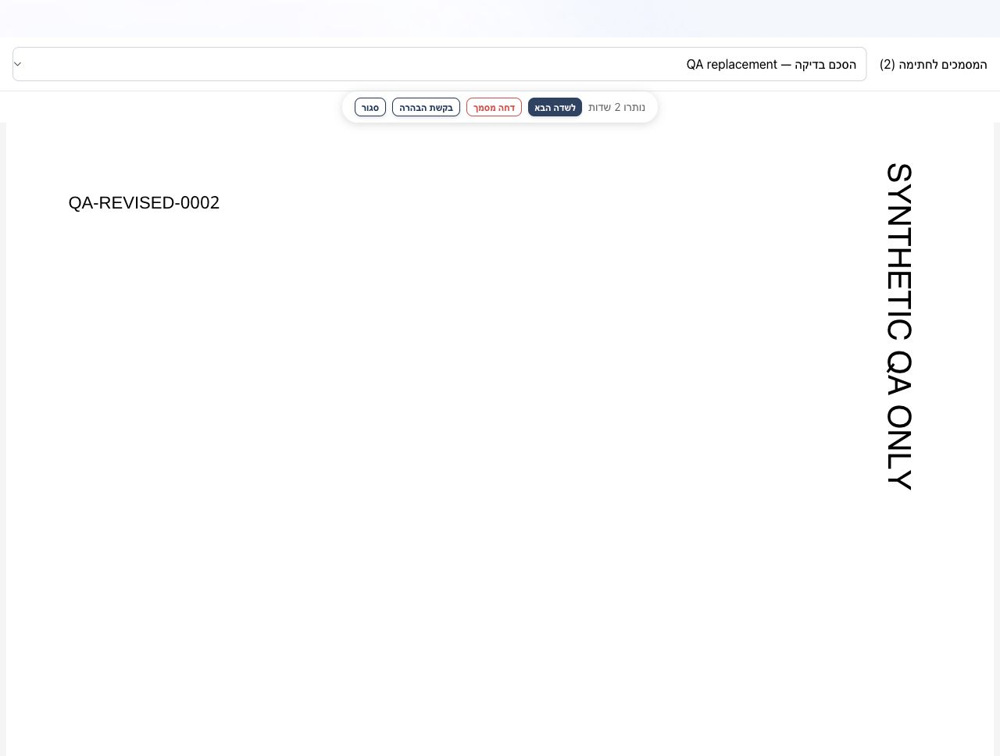 המסמכים לחתימה (2)
הסכם בדיקה — QA replacement
נותרו 2 שדות
לשדה הבא
דחה מסמך
בקשת הבהרה
סגור
QA-REVISED-0002
SYNTHETIC QA ONLY